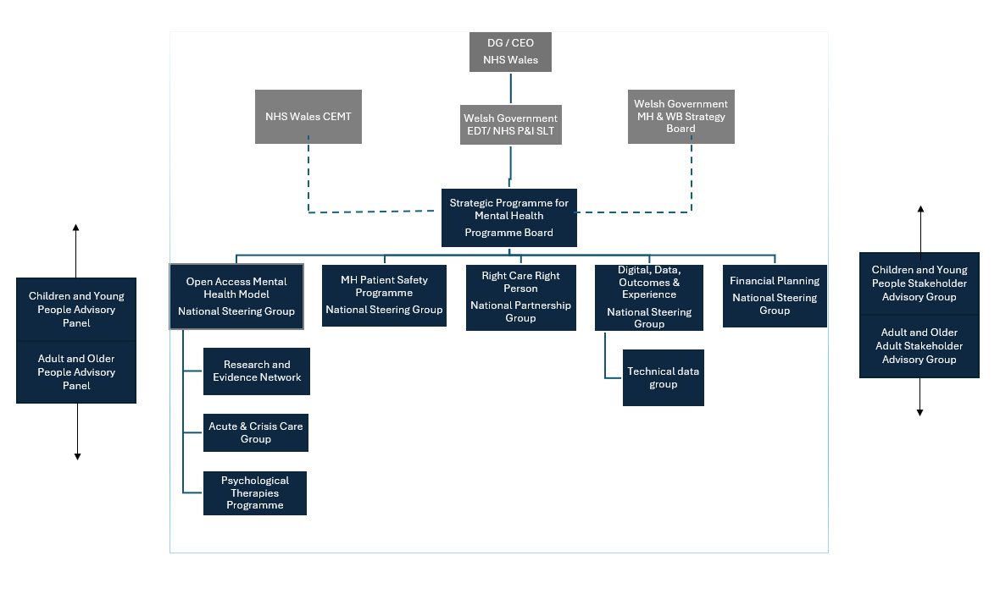 DG / CEO
NHS Wales
NHS Wales CEMT
Welsh Government
EDT/ NHS P&I SLT
Welsh Government
MH & WB Strategy
Board
Strategic Programme for
Mental Health
Programme Board
Open Access Mental
Health Model
National Steering Group
MH Patient Safety
Programme
National Steering Group
Right Care Right
Person
National Partnership
Group
Digital, Data,
Outcomes &
Experience
National Steering
Group
Financial Planning
National Steering
Group
Research and
Evidence Network
Acute & Crisis Care
Group
Psychological
Therapies
Programme
Technical data
group
Children and Young
People Advisory
Panel
Adult and Older
People Advisory
Panel
Children and Young
People Stakeholder
Advisory Group
Adult and Older
Adult Stakeholder
Advisory Group